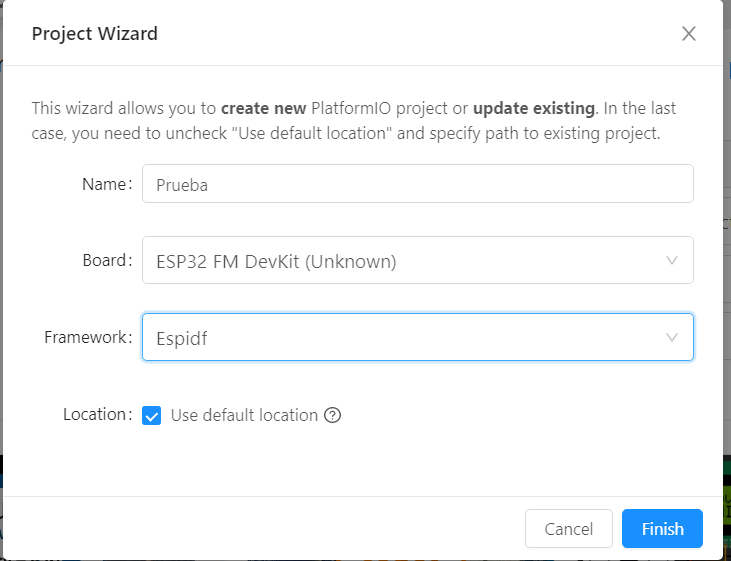 Project Wizard
This wizard allows you to create new PlatformIO project or update existing. In the last
case, you need to uncheck "Use default location" and specify path to existing project.
Name: Prueba
Board: ESP32 FM DevKit (Unknown)
Framework: Espidf
Location: Use default location
Cancel Finish